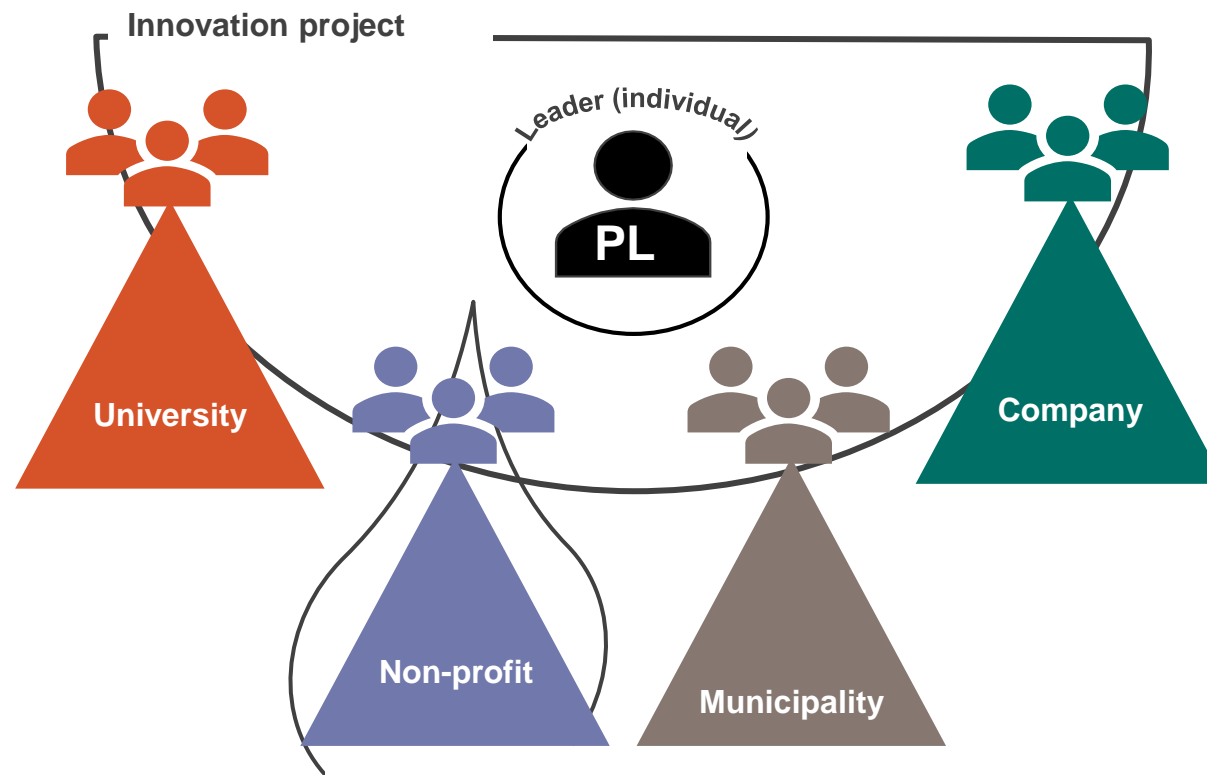 Innovation project
Leader (individual)
PL
University
Company
Non-profit
Municipality